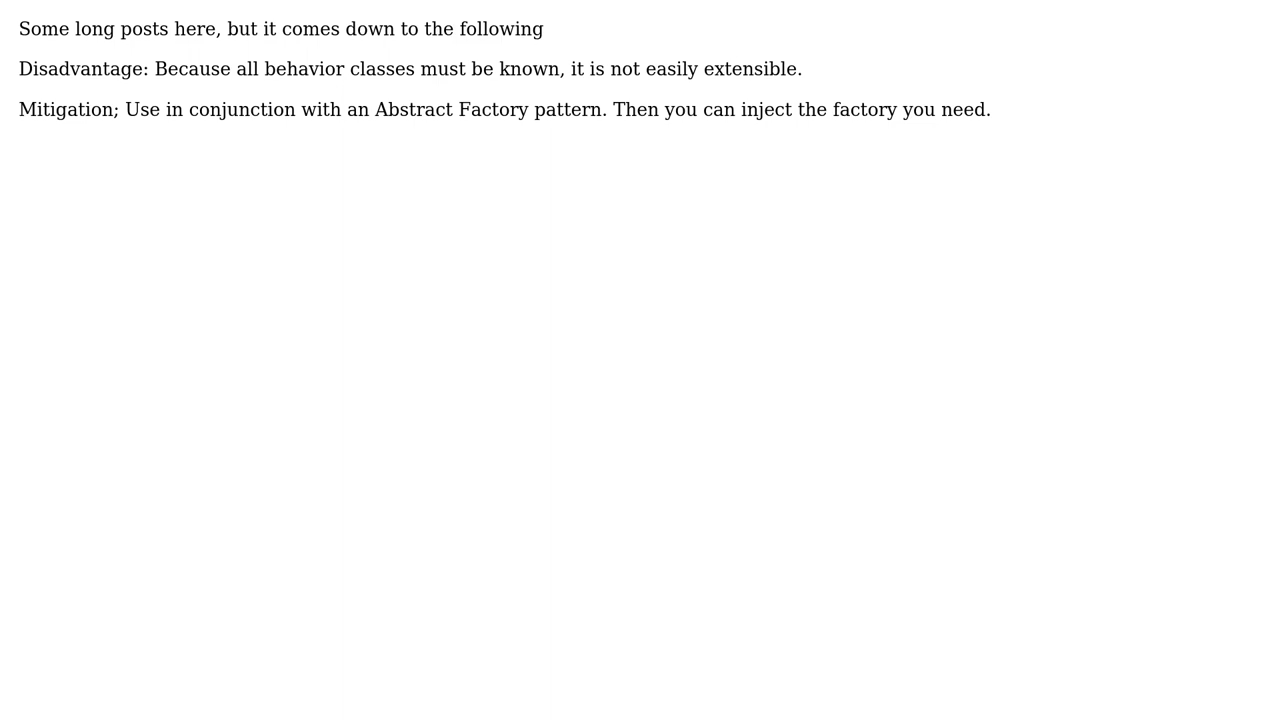 Some long posts here, but it comes down to the following
Disadvantage: Because all behavior classes must be known, it is not easily extensible.
Mitigation; Use in conjunction with an Abstract Factory pattern. Then you can inject the factory you need.